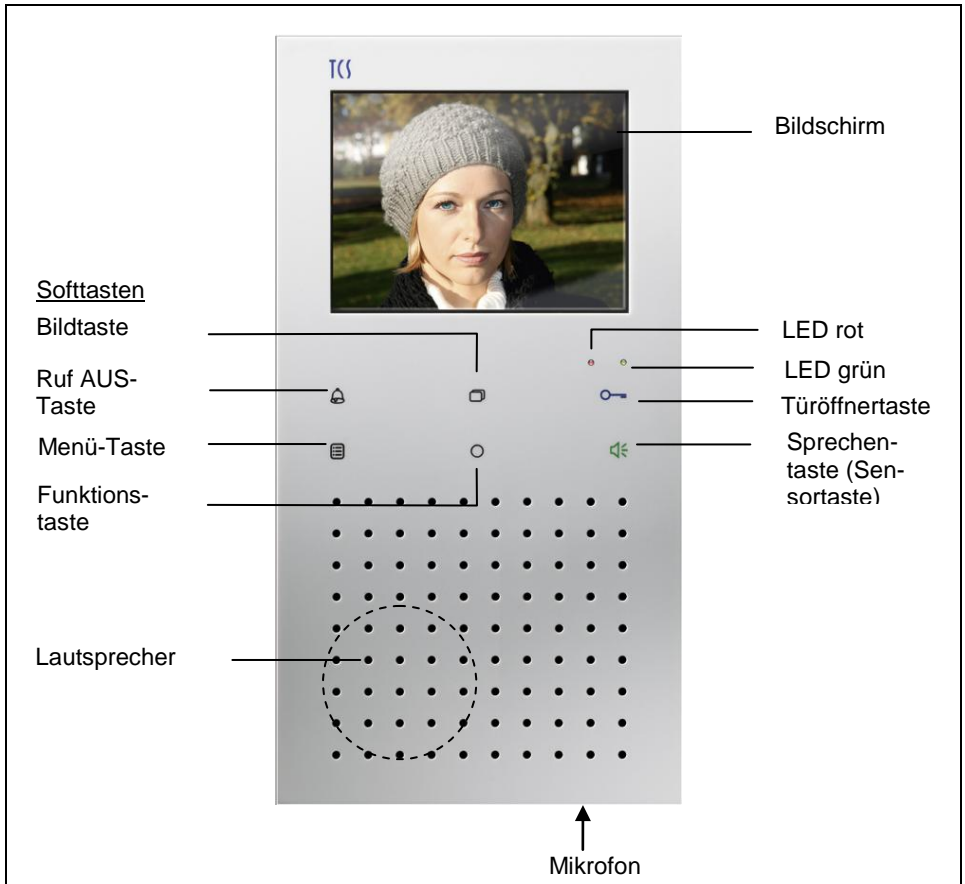 TCS
Bildschirm
Softtasten
Bildtaste
Ruf AUS-
Taste
Menü-Taste
Funktions-
taste
LED rot
LED grün
Türöffnertaste
Sprechen-
taste (Sen-
sortaste)
Lautsprecher
Mikrofon